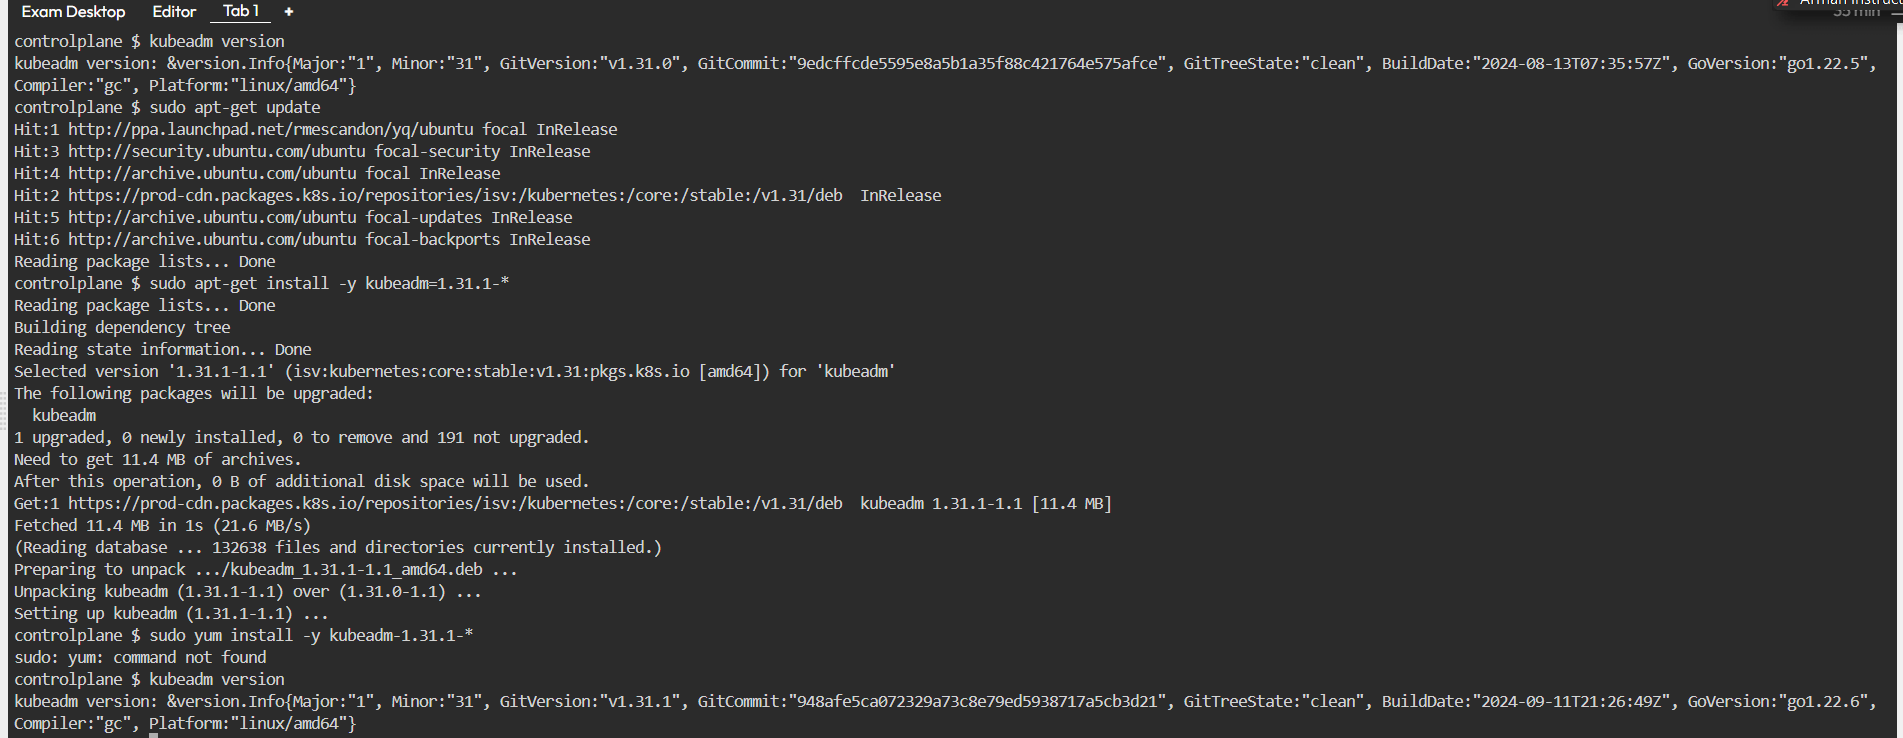 Exam Desktop Editor Tab 1 +
Arman Instruct
35 min
controlplane $ kubeadm version
kubeadm version: &version.Info{Major:"1", Minor:"31", GitVersion:"v1.31.0", GitCommit:"9edcffcde5595e8a5b1a35f88c421764e575afce", GitTreeState:"clean", BuildDate:"2024-08-13T07:35:57Z", GoVersion:"go1.22.5",
Compiler:"gc", Platform:"linux/amd64"}
controlplane $ sudo apt-get update
Hit:1 http://ppa.launchpad.net/rmescandon/yq/ubuntu focal InRelease
Hit:3 http://security.ubuntu.com/ubuntu focal-security InRelease
Hit:4 http://archive.ubuntu.com/ubuntu focal InRelease
Hit:2 https://prod-cdn.packages.k8s.io/repositories/isv:/kubernetes:/core:/stable:/v1.31/deb  InRelease
Hit:5 http://archive.ubuntu.com/ubuntu focal-updates InRelease
Hit:6 http://archive.ubuntu.com/ubuntu focal-backports InRelease
Reading package lists... Done
controlplane $ sudo apt-get install -y kubeadm=1.31.1-*
Reading package lists... Done
Building dependency tree
Reading state information... Done
Selected version '1.31.1-1.1' (isv:kubernetes:core:stable:v1.31:pkgs.k8s.io [amd64]) for 'kubeadm'
The following packages will be upgraded:
  kubeadm
1 upgraded, 0 newly installed, 0 to remove and 191 not upgraded.
Need to get 11.4 MB of archives.
After this operation, 0 B of additional disk space will be used.
Get:1 https://prod-cdn.packages.k8s.io/repositories/isv:/kubernetes:/core:/stable:/v1.31/deb  kubeadm 1.31.1-1.1 [11.4 MB]
Fetched 11.4 MB in 1s (21.6 MB/s)
(Reading database ... 132638 files and directories currently installed.)
Preparing to unpack .../kubeadm_1.31.1-1.1_amd64.deb ...
Unpacking kubeadm (1.31.1-1.1) over (1.31.0-1.1) ...
Setting up kubeadm (1.31.1-1.1) ...
controlplane $ sudo yum install -y kubeadm-1.31.1-*
sudo: yum: command not found
controlplane $ kubeadm version
kubeadm version: &version.Info{Major:"1", Minor:"31", GitVersion:"v1.31.1", GitCommit:"948afe5ca072329a73c8e79ed5938717a5cb3d21", GitTreeState:"clean", BuildDate:"2024-09-11T21:26:49Z", GoVersion:"go1.22.6",
Compiler:"gc", Platform:"linux/amd64"}